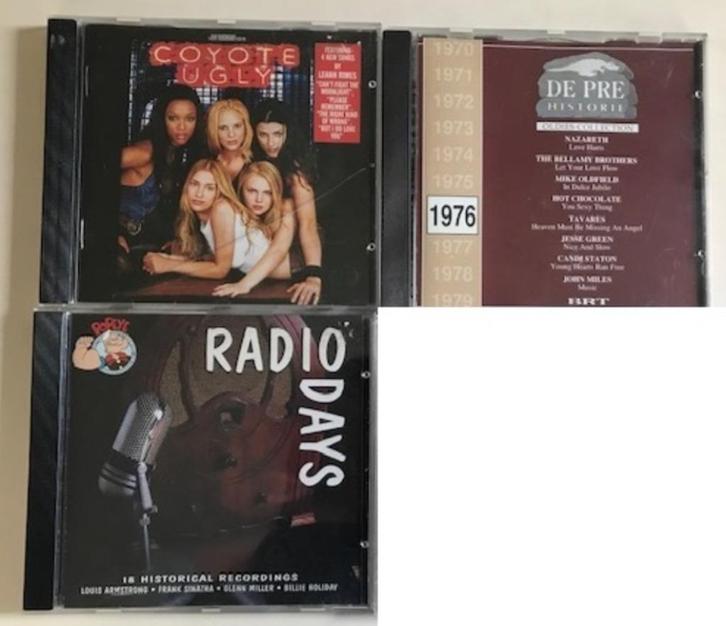 COYOTE
UGLY
FEATURING
4 NEW SONGS
BY
LEANN RIMES
"CAN'T FIGHT THE
MOONLIGHT",
"PLEASE
REMEMBER",
"THE RIGHT KIND
OF WRONG"
"BUT I DO LOVE
YOU"
1970
1971
1972
1973
1974
1975
1976
1977
1978
1979
DE PRE
HISTORIE
OLDIES-COLLECTION
NAZARETH
Love Hurts
THE BELLAMY BROTHERS
Let Your Love Flow
MIKE OLDFIELD
In Dulce Jubilo
HOT CHOCOLATE
You Sexy Thing
TAVARES
Heaven Must Be Missing An Angel
JESSE GREEN
Nice And Slow
CANDI STATON
Young Hearts Run Free
JOHN MILES
Music
BRT
POPEYE
RADIO
DAYS
18 HISTORICAL RECORDINGS
LOUIS ARMSTRONG • FRANK SINATRA • GLENN MILLER • BILLIE HOLIDAY